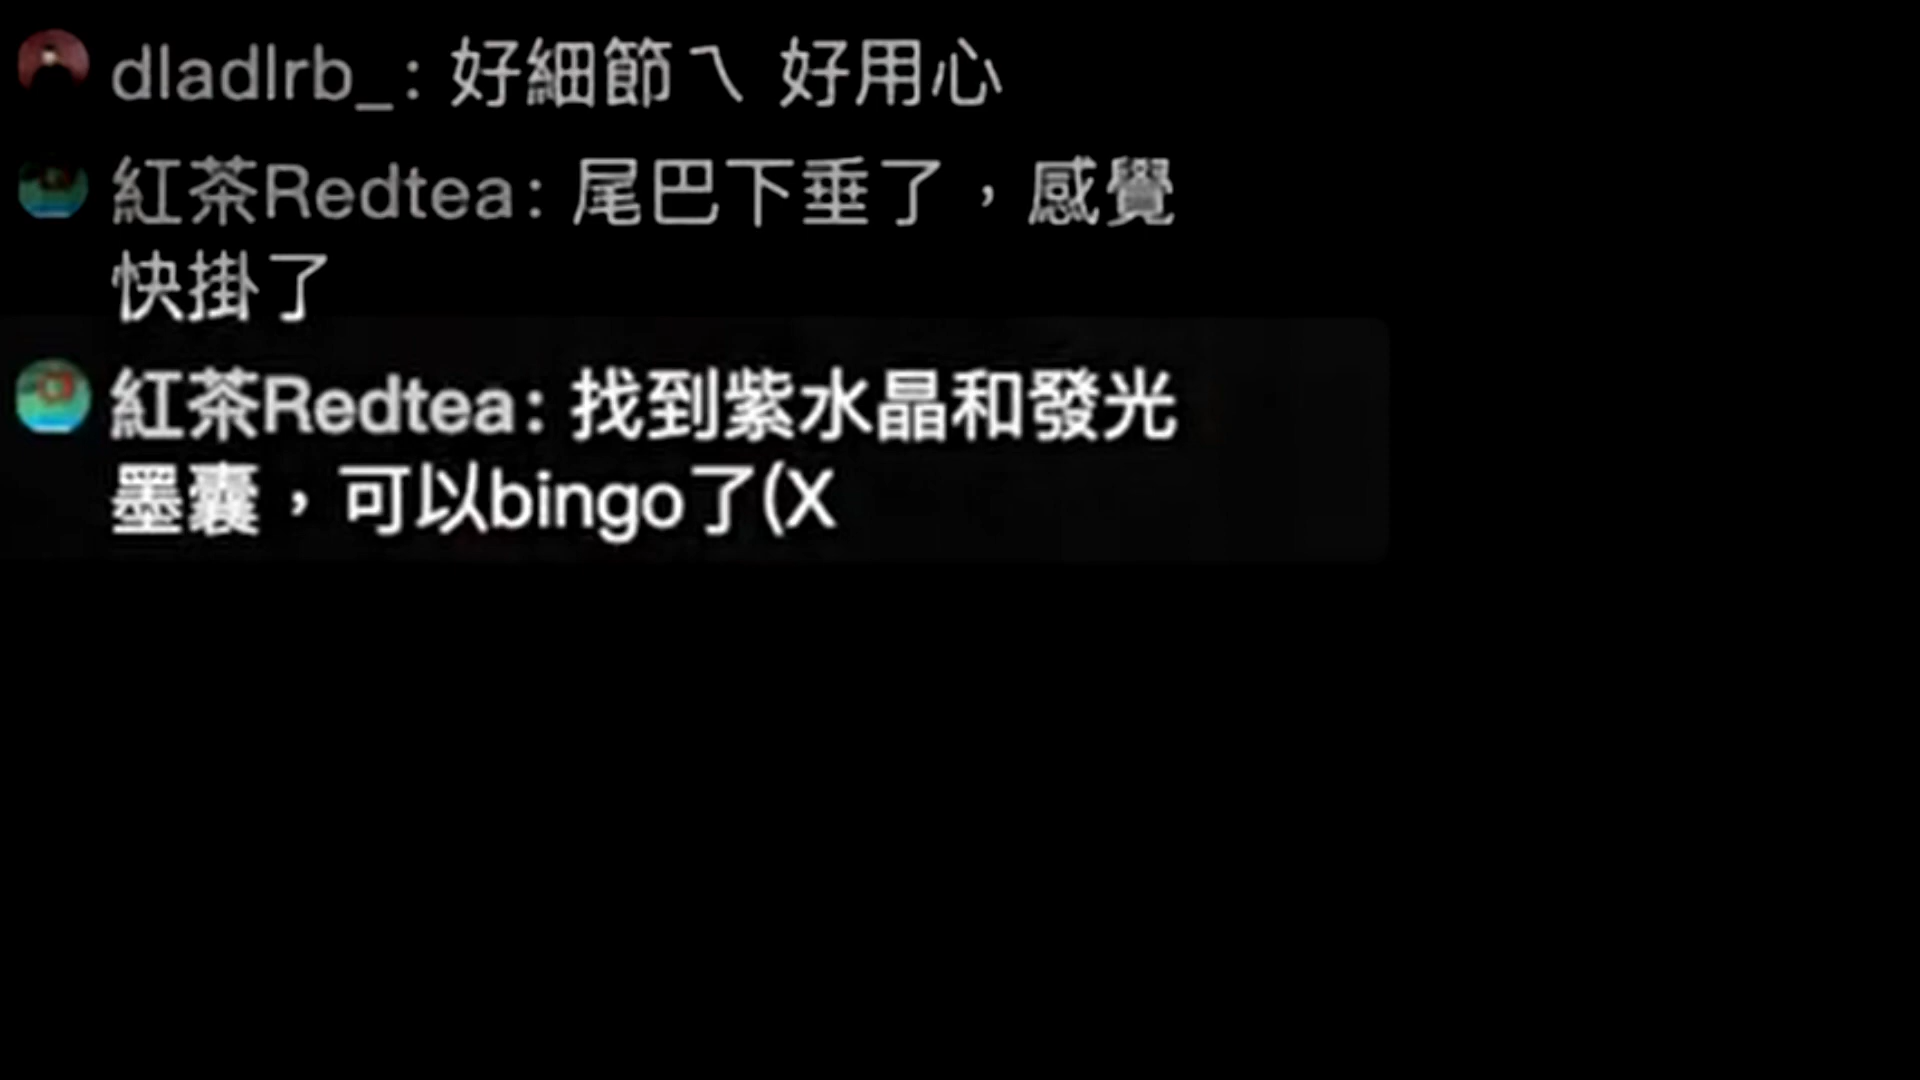 dladlrb_: 好細節ㄟ 好用心
紅茶Redtea: 尾巴下垂了，感覺
快掛了
紅茶Redtea: 找到紫水晶和發光
墨囊，可以bingo了(X